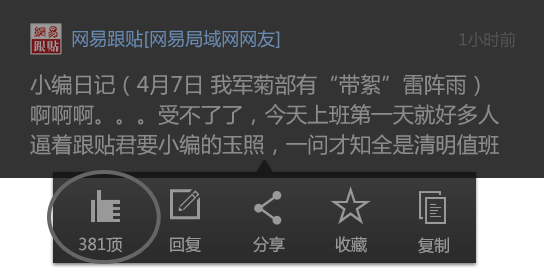 網易
跟贴
网易跟贴[网易局域网网友]
1小时前
小编日记（4月7日 我军菊部有“带絮”雷阵雨）
啊啊啊。。。受不了了，今天上班第一天就好多人
逼着跟贴君要小编的玉照，一问才知全是清明值班
381顶
回复
分享
收藏
复制